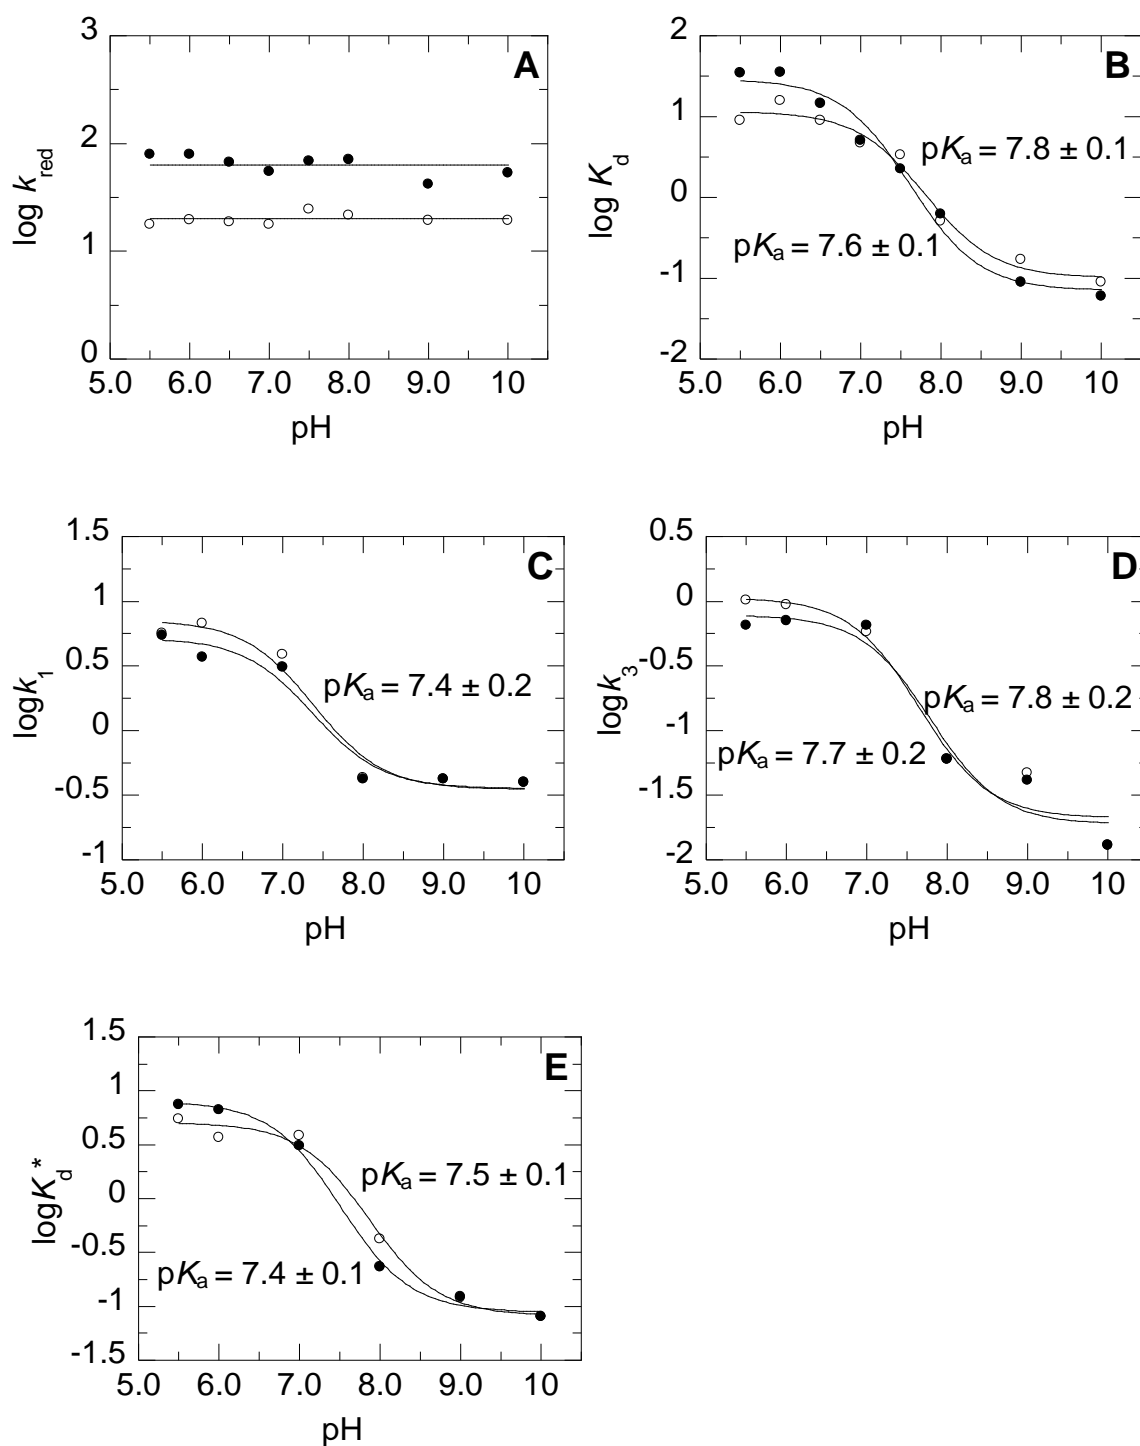 A
3
2
1
0
log k_red
5.0 6.0 7.0 8.0 9.0 10
pH
B
2
1
0
-1
-2
log K_d
pK_a = 7.8 ± 0.1
pK_a = 7.6 ± 0.1
5.0 6.0 7.0 8.0 9.0 10
pH
C
1.5
1
0.5
0
-0.5
-1
logk_1
pK_a = 7.4 ± 0.2
5.0 6.0 7.0 8.0 9.0 10
pH
D
0.5
0
-0.5
-1
-1.5
-2
logk_3
pK_a = 7.8 ± 0.2
pK_a = 7.7 ± 0.2
5.0 6.0 7.0 8.0 9.0 10
pH
E
1.5
1
0.5
0
-0.5
-1
-1.5
logK_d*
pK_a = 7.5 ± 0.1
pK_a = 7.4 ± 0.1
5.0 6.0 7.0 8.0 9.0 10
pH